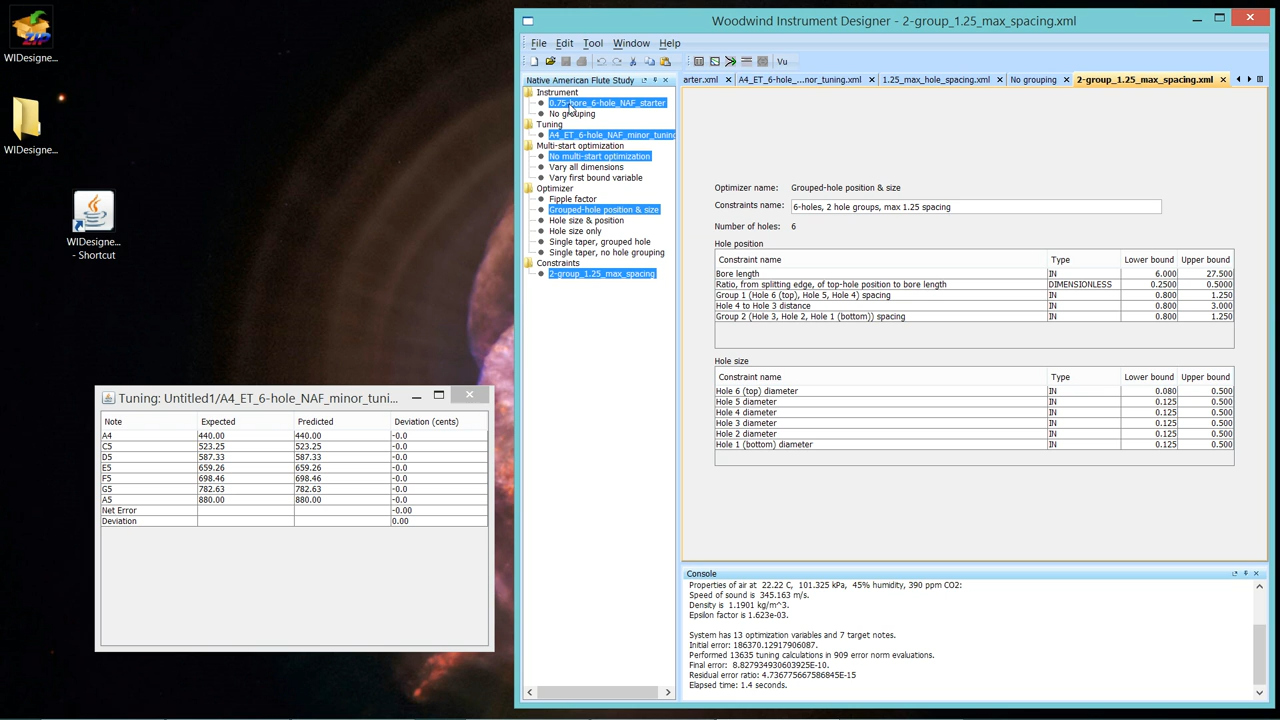 WIDesigne...
WIDesigne...
WIDesigne...
- Shortcut
Woodwind Instrument Designer - 2-group_1.25_max_spacing.xml
File Edit Tool Window Help
Vu
Native American Flute Study
Instrument
0.75-bore_6-hole_NAF_starter
No grouping
Tuning
A4_ET_6-hole_NAF_minor_tuning
Multi-start optimization
No multi-start optimization
Vary all dimensions
Vary first bound variable
Optimizer
Fipple factor
Grouped-hole position & size
Hole size & position
Hole size only
Single taper, grouped hole
Single taper, no hole grouping
Constraints
2-group_1.25_max_spacing
arter.xml A4_ET_6-hole_...nor_tuning.xml 1.25_max_hole_spacing.xml No grouping 2-group_1.25_max_spacing.xml
Optimizer name: Grouped-hole position & size
Constraints name: 6-holes, 2 hole groups, max 1.25 spacing
Number of holes: 6
Hole position
Constraint name Type Lower bound Upper bound
Bore length IN 6.000 27.500
Ratio, from splitting edge, of top-hole position to bore length DIMENSIONLESS 0.2500 0.5000
Group 1 (Hole 6 (top), Hole 5, Hole 4) spacing IN 0.800 1.250
Hole 4 to Hole 3 distance IN 0.800 3.000
Group 2 (Hole 3, Hole 2, Hole 1 (bottom)) spacing IN 0.800 1.250
Hole size
Constraint name Type Lower bound Upper bound
Hole 6 (top) diameter IN 0.080 0.500
Hole 5 diameter IN 0.125 0.500
Hole 4 diameter IN 0.125 0.500
Hole 3 diameter IN 0.125 0.500
Hole 2 diameter IN 0.125 0.500
Hole 1 (bottom) diameter IN 0.125 0.500
Console
Properties of air at 22.22 C, 101.325 kPa, 45% humidity, 390 ppm CO2:
Speed of sound is 345.163 m/s.
Density is 1.1901 kg/m^3.
Epsilon factor is 1.623e-03.
System has 13 optimization variables and 7 target notes.
Initial error: 186370.12917906087.
Performed 13635 tuning calculations in 909 error norm evaluations.
Final error: 8.827934930603925E-10.
Residual error ratio: 4.736775667586845E-15
Elapsed time: 1.4 seconds.
Tuning: Untitled1/A4_ET_6-hole_NAF_minor_tuni...
Note Expected Predicted Deviation (cents)
A4 440.00 440.00 -0.0
C5 523.25 523.25 -0.0
D5 587.33 587.33 -0.0
E5 659.26 659.26 -0.0
F5 698.46 698.46 -0.0
G5 782.63 782.63 -0.0
A5 880.00 880.00 -0.0
Net Error -0.00
Deviation 0.00